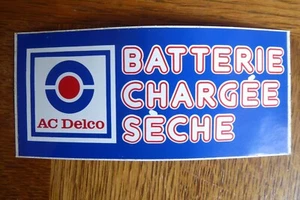 AC Delco
BATTERIE
CHARGÉE
SÈCHE